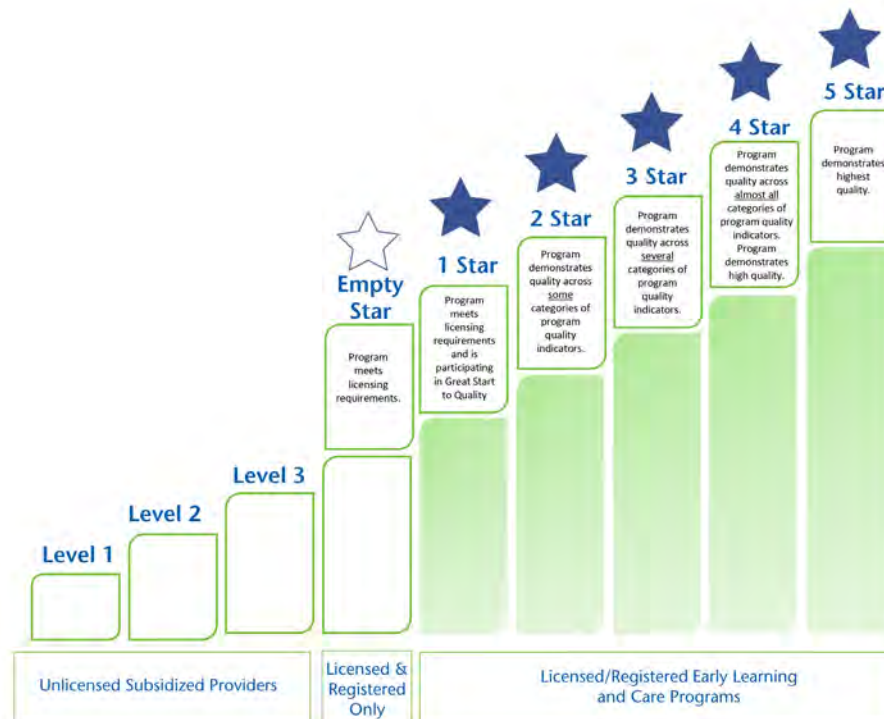 5 Star
Program
demonstrates
highest
quality.
4 Star
Program
demonstrates
quality across
almost all
categories of
program quality
indicators.
Program
demonstrates
high quality.
3 Star
Program
demonstrates
quality across
several
categories of
program
quality
indicators.
2 Star
Program
demonstrates
quality across
some
categories of
program
quality
indicators.
1 Star
Program
meets
licensing
requirements
and is
participating
in Great Start
to Quality
Empty
Star
Program
meets
licensing
requirements.
Level 3
Level 2
Level 1
Unlicensed Subsidized Providers
Licensed &
Registered
Only
Licensed/Registered Early Learning
and Care Programs